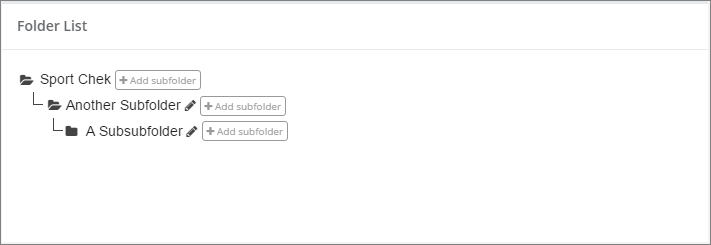 Folder List
Sport Chek + Add subfolder
Another Subfolder + Add subfolder
A Subsubfolder + Add subfolder